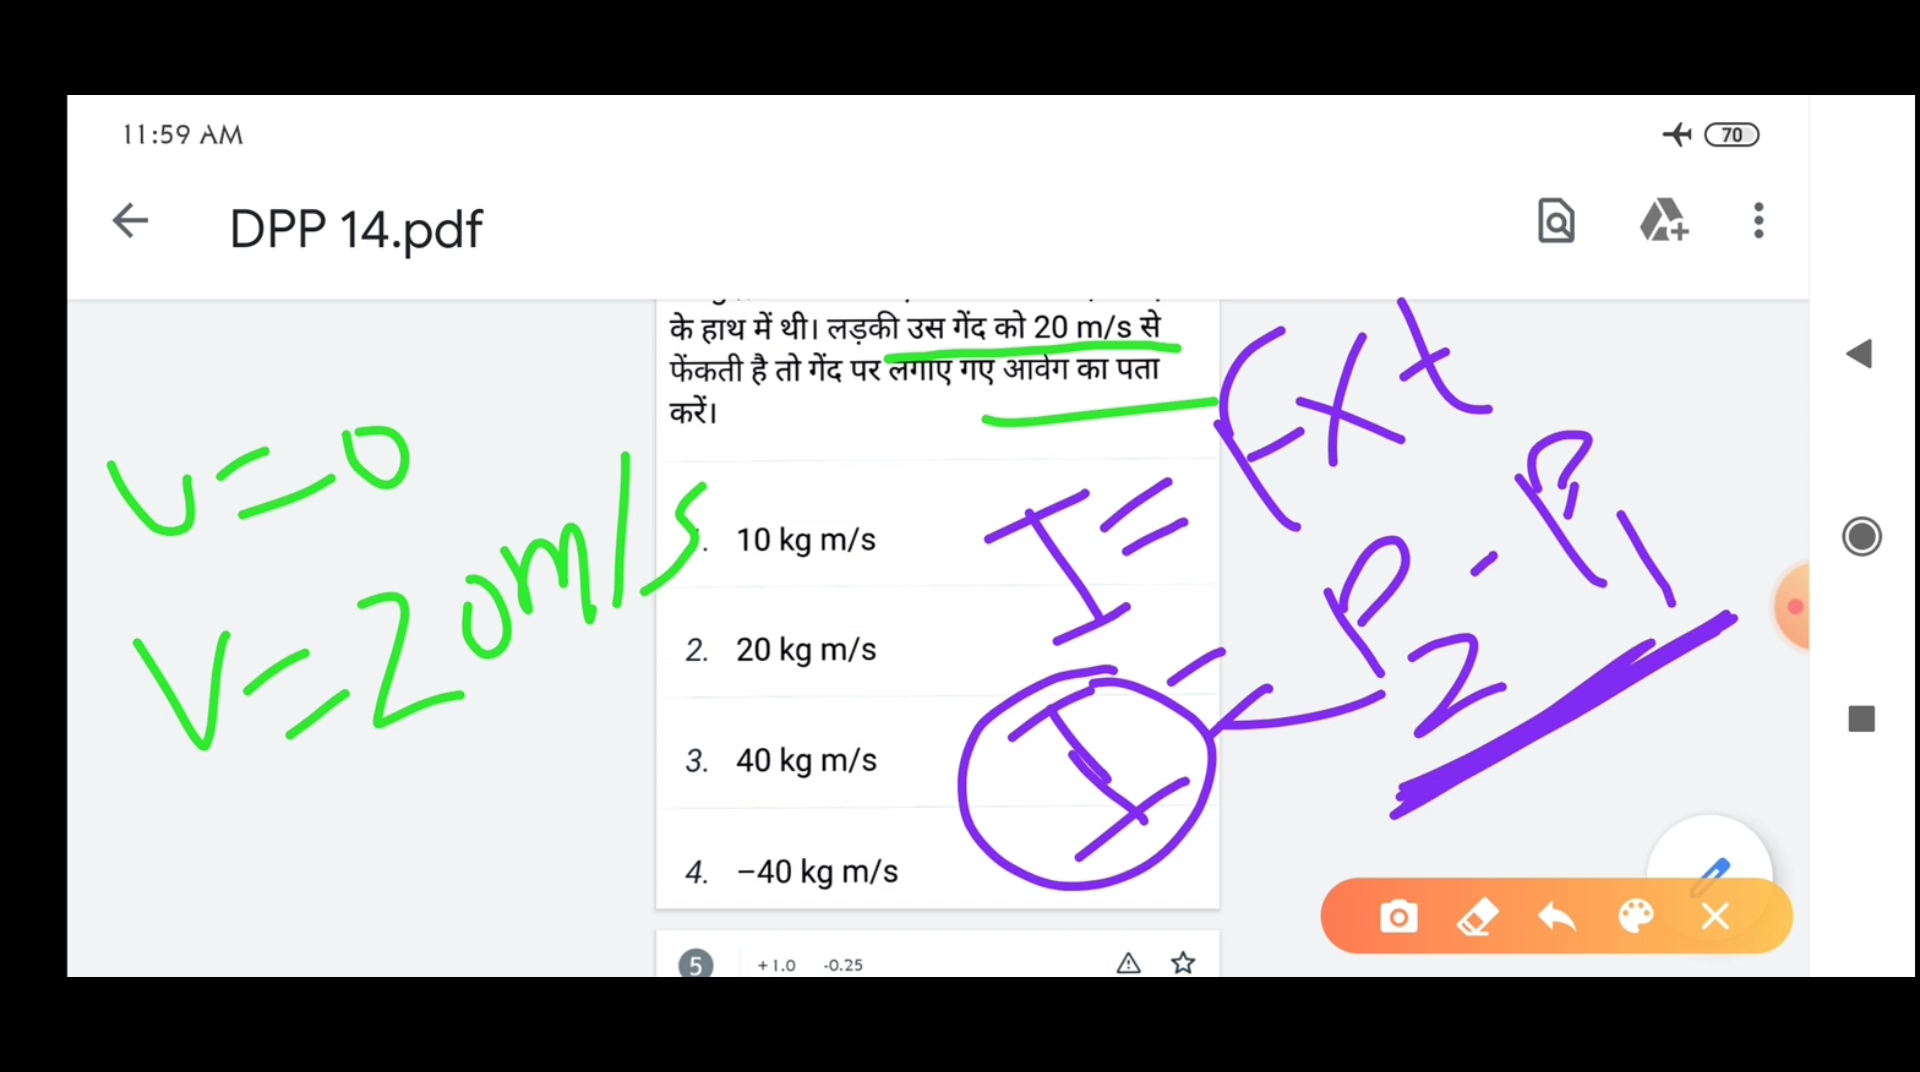 11:59 AM
70
DPP 14.pdf
के हाथ में थी। लड़की उस गेंद को 20 m/s से
फेंकती है तो गेंद पर लगाए गए आवेग का पता
करें।
10 kg m/s
2. 20 kg m/s
3. 40 kg m/s
4. −40 kg m/s
5 +1.0 -0.25
u=0
V=20m/s
I = F×t
I = P2 - P1